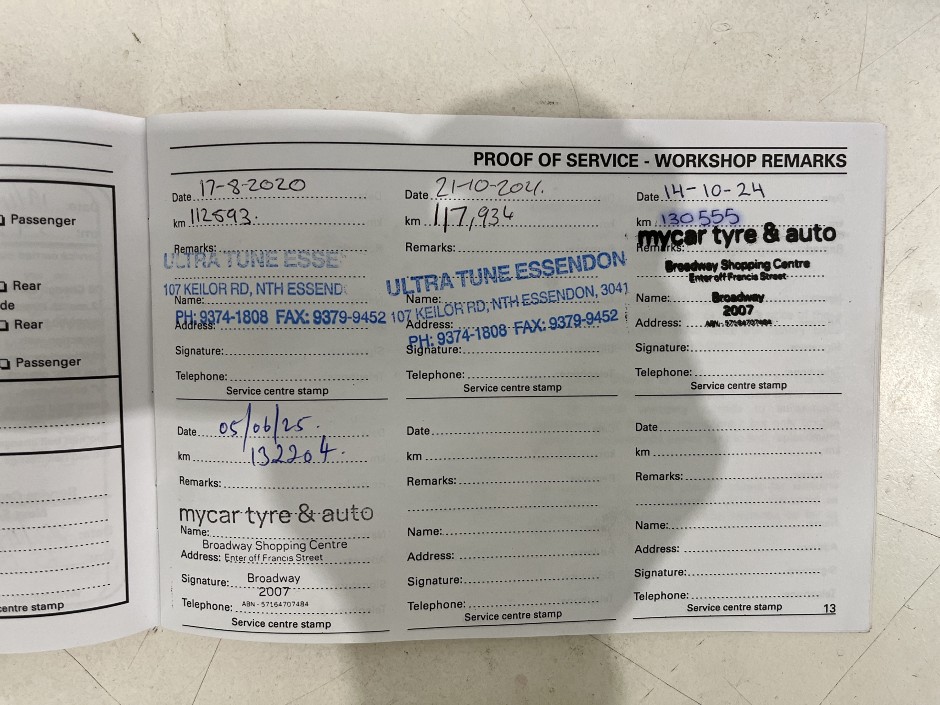 PROOF OF SERVICE - WORKSHOP REMARKS
Date 17-8-2020
km 112593.
Remarks:
ULTRA TUNE ESSE
107 KEILOR RD, NTH ESSEND
Name:
PH: 9374-1808 FAX: 9379-9452
Address:
Signature:
Telephone:
Service centre stamp
Date 21-10-2021.
km 117,934
Remarks:
ULTRA TUNE ESSENDON
Name:
107 KEILOR RD, NTH ESSENDON, 3041
Address:
PH: 9374-1808 FAX: 9379-9452
Signature:
Telephone:
Service centre stamp
Date 14-10-24
km 130555
mycar tyre & auto
Remarks:
Broadway Shopping Centre
Enter off Francis Street
Name: Broadway
2007
Address: ABN - 57164707484
Signature:
Telephone:
Service centre stamp
Date 05/06/25.
km 132204.
Remarks:
mycar tyre & auto
Name:
Broadway Shopping Centre
Address: Enter off Francis Street
Signature: Broadway
2007
Telephone: ABN - 57164707484
Service centre stamp
Date
km
Remarks:
Name:
Address:
Signature:
Telephone:
Service centre stamp
Date
km
Remarks:
Name:
Address:
Signature:
Telephone:
Service centre stamp
13
Passenger
Rear
de
Rear
Passenger
entre stamp